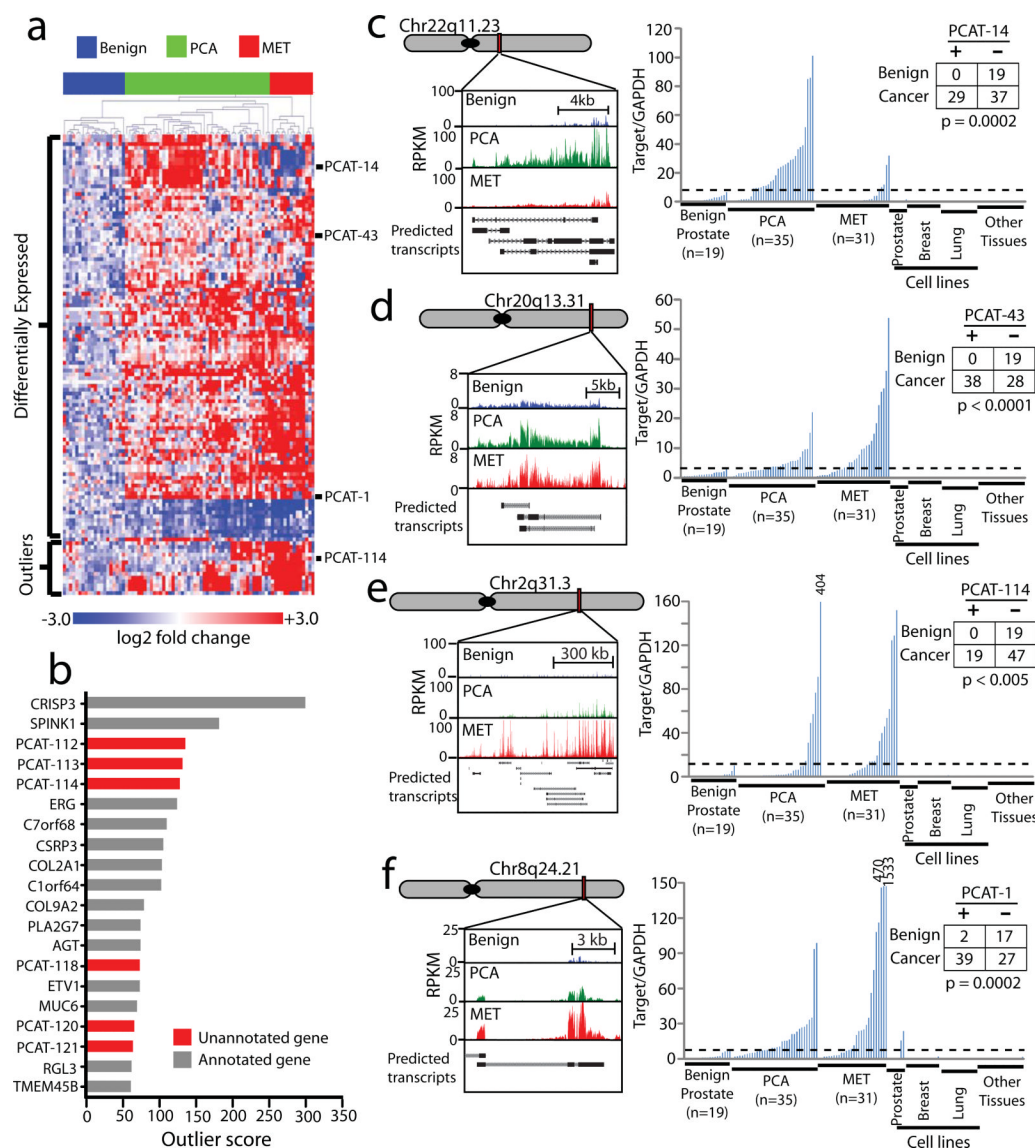 a
Benign PCA MET
Differentially Expressed
Outliers
PCAT-14
PCAT-43
PCAT-1
PCAT-114
-3.0 +3.0
log2 fold change
b
CRISP3
SPINK1
PCAT-112
PCAT-113
PCAT-114
ERG
C7orf68
CSRP3
COL2A1
C1orf64
COL9A2
PLA2G7
AGT
PCAT-118
ETV1
MUC6
PCAT-120
PCAT-121
RGL3
TMEM45B
Unannotated gene
Annotated gene
0 50 100 150 200 250 300 350
Outlier score
c
Chr22q11.23
RPKM
100
Benign
4kb
0
100
PCA
0
100
MET
0
Predicted
transcripts
Target/GAPDH
120
100
80
60
40
20
0
PCAT-14
+ −
Benign 0 19
Cancer 29 37
p = 0.0002
Benign
Prostate
(n=19)
PCA
(n=35)
MET
(n=31)
Prostate
Breast
Lung
Other
Tissues
Cell lines
d
Chr20q13.31
RPKM
8
Benign
5kb
0
8
PCA
0
8
MET
0
Predicted
transcripts
Target/GAPDH
60
50
40
30
20
10
0
PCAT-43
+ −
Benign 0 19
Cancer 38 28
p < 0.0001
Benign
Prostate
(n=19)
PCA
(n=35)
MET
(n=31)
Prostate
Breast
Lung
Other
Tissues
Cell lines
e
Chr2q31.3
RPKM
100
Benign
300 kb
0
100
PCA
0
100
MET
0
Predicted
transcripts
Target/GAPDH
160
140
120
100
80
60
40
20
0
404
PCAT-114
+ −
Benign 0 19
Cancer 19 47
p < 0.005
Benign
Prostate
(n=19)
PCA
(n=35)
MET
(n=31)
Prostate
Breast
Lung
Other
Tissues
Cell lines
f
Chr8q24.21
RPKM
25
Benign
3 kb
0
25
PCA
0
25
MET
0
Predicted
transcripts
Target/GAPDH
150
120
90
60
30
0
470
1533
PCAT-1
+ −
Benign 2 17
Cancer 39 27
p = 0.0002
Benign
Prostate
(n=19)
PCA
(n=35)
MET
(n=31)
Prostate
Breast
Lung
Other
Tissues
Cell lines